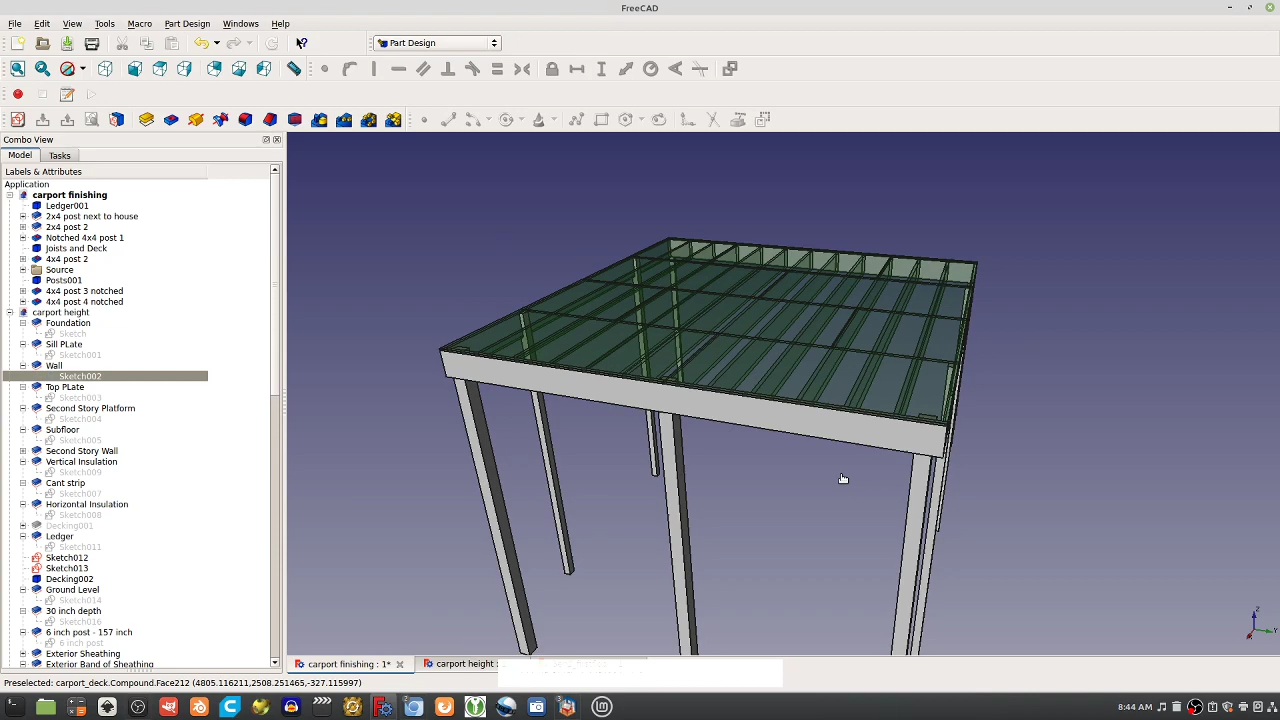 FreeCAD
File Edit View Tools Macro Part Design Windows Help
Part Design
Combo View
Model Tasks
Labels & Attributes
Application
carport finishing
Ledger001
2x4 post next to house
2x4 post 2
Notched 4x4 post 1
Joists and Deck
4x4 post 2
Source
Posts001
4x4 post 3 notched
4x4 post 4 notched
carport height
Foundation
Sketch
Sill PLate
Sketch001
Wall
Sketch002
Top PLate
Sketch003
Second Story Platform
Sketch004
Subfloor
Sketch005
Second Story Wall
Vertical Insulation
Sketch009
Cant strip
Sketch007
Horizontal Insulation
Sketch008
Decking001
Ledger
Sketch011
Sketch012
Sketch013
Decking002
Ground Level
Sketch014
30 inch depth
Sketch016
6 inch post - 157 inch
6 inch post
Exterior Sheathing
Exterior Band of Sheathing
Z
Y
carport finishing : 1*
carport height :
Preselected: carport_deck.Compound.Face212 (4805.116211,2508.251465,-327.115997)
2
8:44 AM